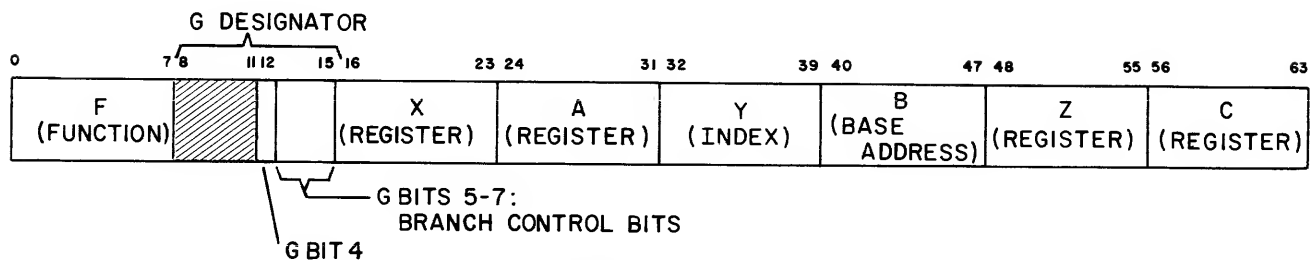 G DESIGNATOR
0 7 8 11 12 15 16 23 24 31 32 39 40 47 48 55 56 63
F X A Y B Z C
(FUNCTION) (REGISTER) (REGISTER) (INDEX) (BASE ADDRESS) (REGISTER) (REGISTER)
G BITS 5-7:
BRANCH CONTROL BITS
G BIT 4